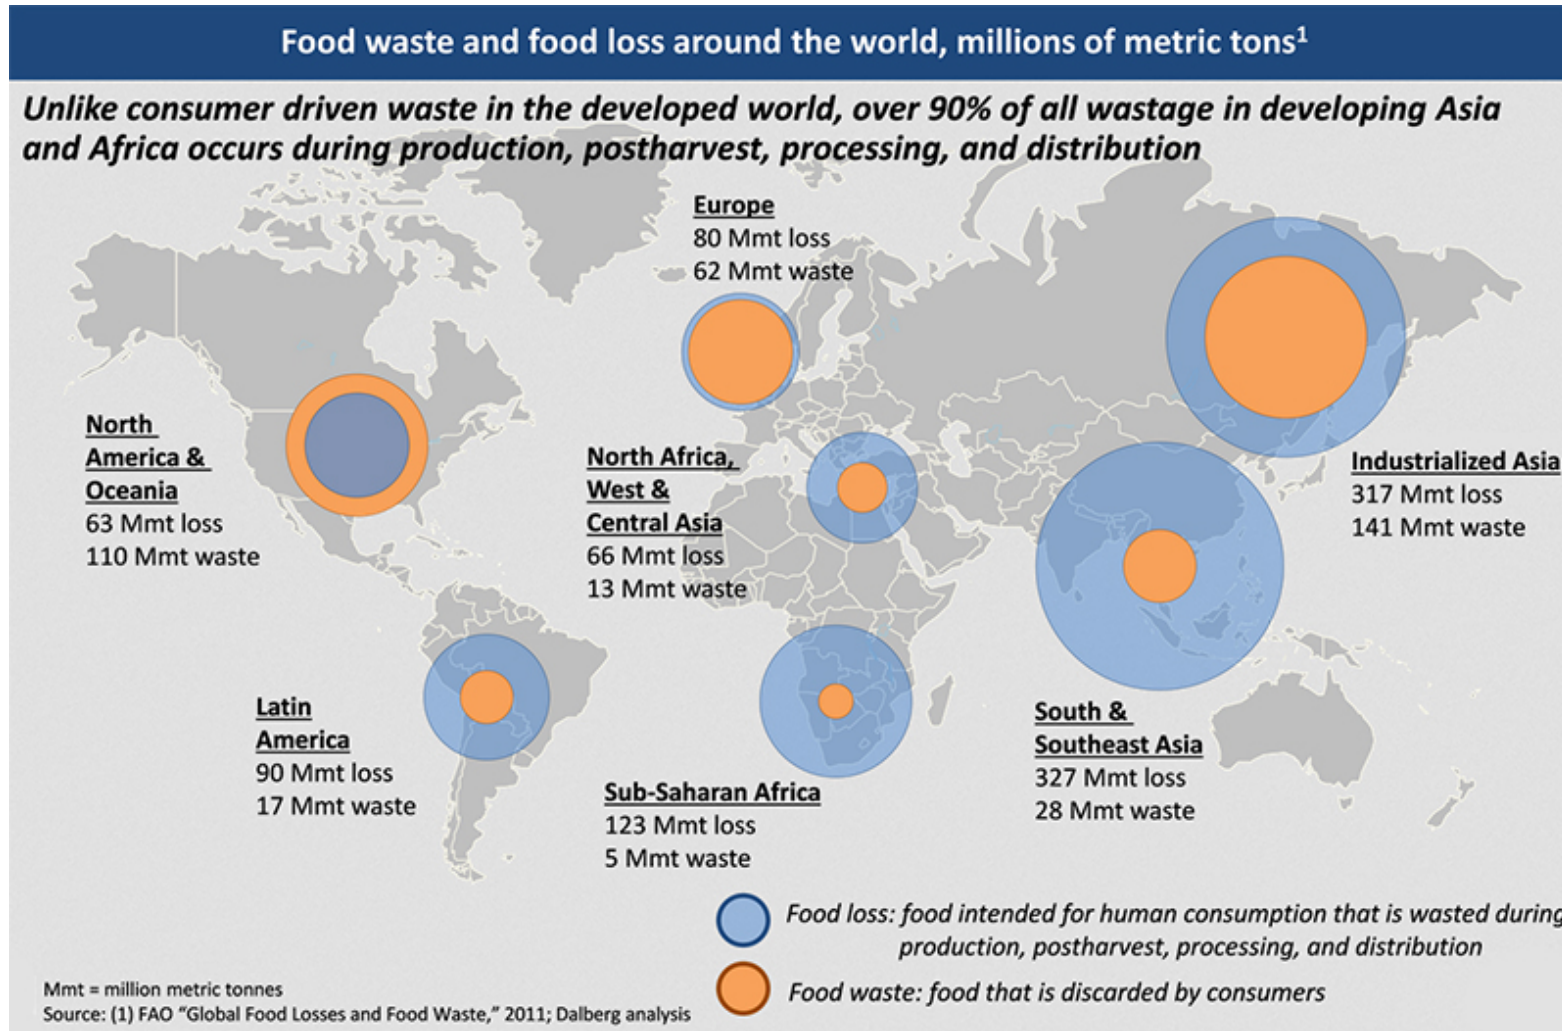 Food waste and food loss around the world, millions of metric tons¹
Unlike consumer driven waste in the developed world, over 90% of all wastage in developing Asia
and Africa occurs during production, postharvest, processing, and distribution
Europe
80 Mmt loss
62 Mmt waste
North
America &
Oceania
63 Mmt loss
110 Mmt waste
North Africa,
West &
Central Asia
66 Mmt loss
13 Mmt waste
Industrialized Asia
317 Mmt loss
141 Mmt waste
Latin
America
90 Mmt loss
17 Mmt waste
Sub-Saharan Africa
123 Mmt loss
5 Mmt waste
South &
Southeast Asia
327 Mmt loss
28 Mmt waste
Food loss: food intended for human consumption that is wasted during
production, postharvest, processing, and distribution
Food waste: food that is discarded by consumers
Mmt = million metric tonnes
Source: (1) FAO “Global Food Losses and Food Waste,” 2011; Dalberg analysis